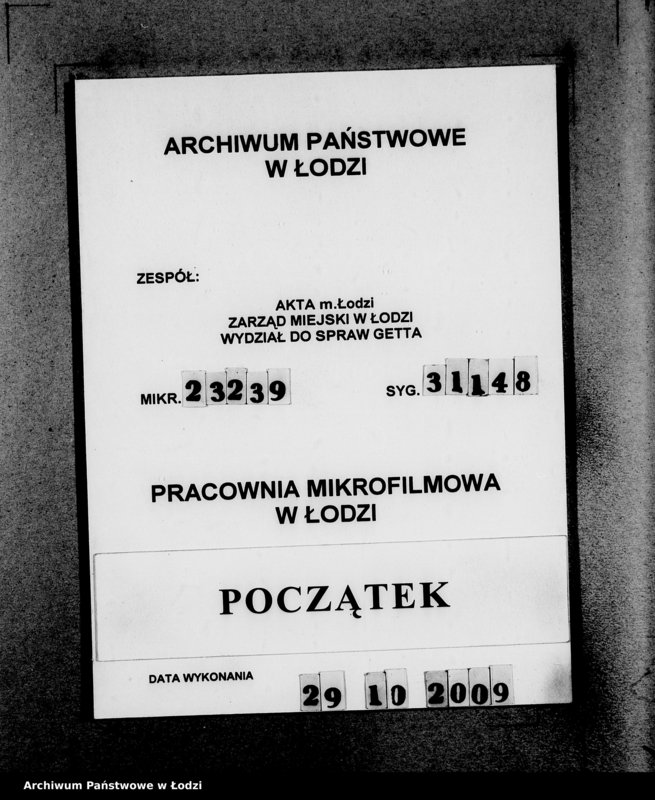 ARCHIWUM PAŃSTWOWE
W ŁODZI
ZESPÓŁ:
AKTA m.Łodzi
ZARZĄD MIEJSKI W ŁODZI
WYDZIAŁ DO SPRAW GETTA
MIKR. 23239
SYG. 31148
PRACOWNIA MIKROFILMOWA
W ŁODZI
POCZĄTEK
DATA WYKONANIA 29 10 2009
Archiwum Państwowe w Łodzi